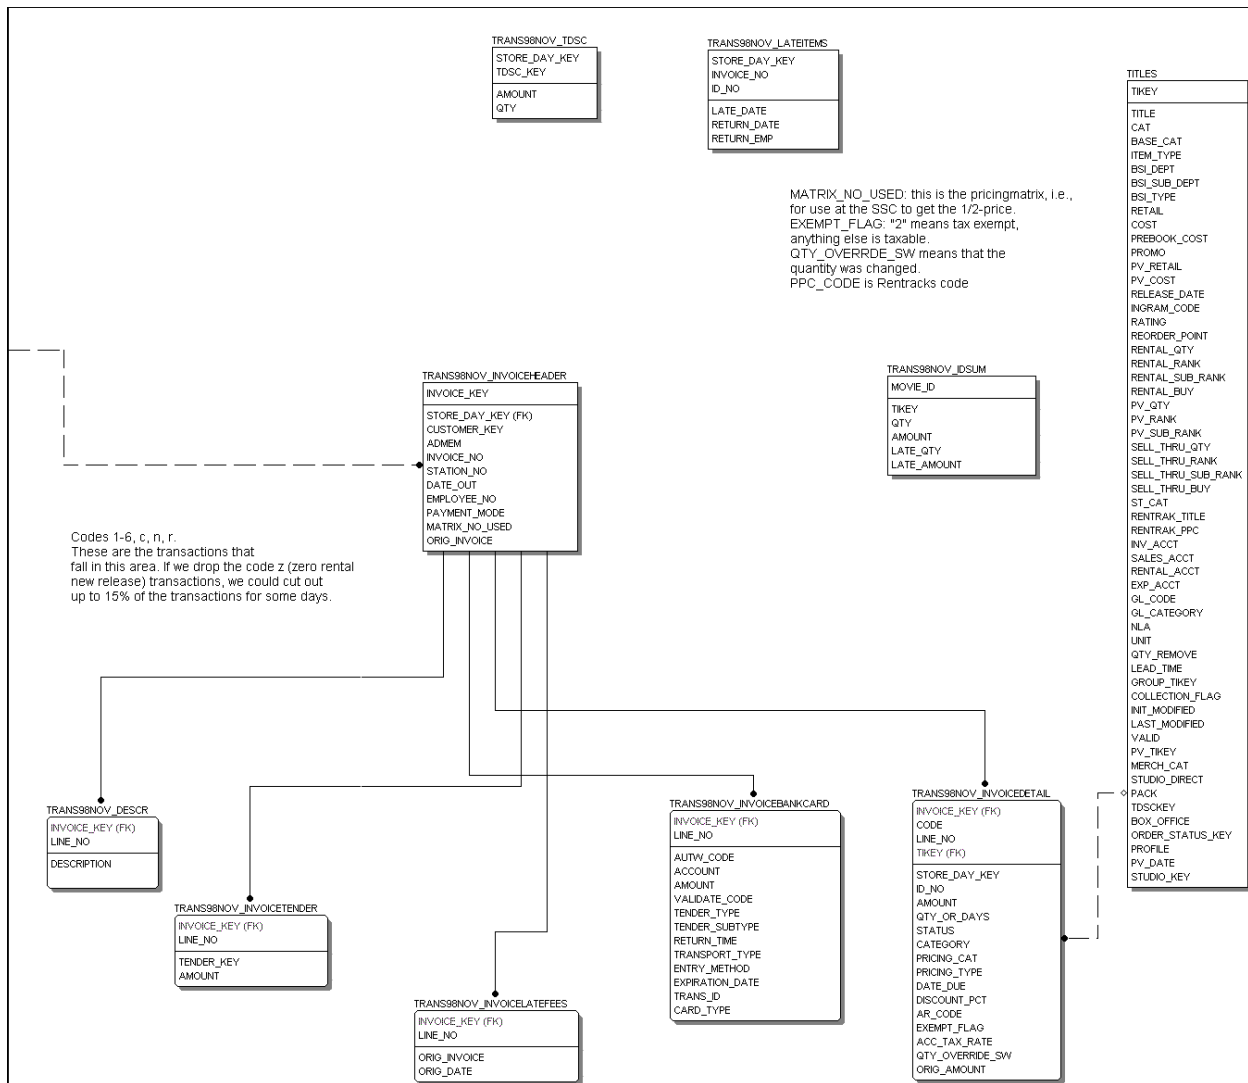 TRANS98NOV_TDSC
STORE_DAY_KEY
TDSC_KEY
AMOUNT
QTY
TRANS98NOV_LATEITEMS
STORE_DAY_KEY
INVOICE_NO
ID_NO
LATE_DATE
RETURN_DATE
RETURN_EMP
MATRIX_NO_USED: this is the pricingmatrix, i.e.,
for use at the SSC to get the 1/2-price.
EXEMPT_FLAG: "2" means tax exempt,
anything else is taxable.
QTY_OVERRDE_SW means that the
quantity was changed.
PPC_CODE is Rentracks code
TITLES
TIKEY
TITLE
CAT
BASE_CAT
ITEM_TYPE
BSI_DEPT
BSI_SUB_DEPT
BSI_TYPE
RETAIL
COST
PREBOOK_COST
PROMO
PV_RETAIL
PV_COST
RELEASE_DATE
INGRAM_CODE
RATING
REORDER_POINT
RENTAL_QTY
RENTAL_RANK
RENTAL_SUB_RANK
RENTAL_BUY
PV_QTY
PV_RANK
PV_SUB_RANK
SELL_THRU_QTY
SELL_THRU_RANK
SELL_THRU_SUB_RANK
SELL_THRU_BUY
ST_CAT
RENTRAK_TITLE
RENTRAK_PPC
INV_ACCT
SALES_ACCT
RENTAL_ACCT
EXP_ACCT
GL_CODE
GL_CATEGORY
NLA
UNIT
QTY_REMOVE
LEAD_TIME
GROUP_TIKEY
COLLECTION_FLAG
INIT_MODIFIED
LAST_MODIFIED
VALID
PV_TIKEY
MERCH_CAT
STUDIO_DIRECT
PACK
TDSCKEY
BOX_OFFICE
ORDER_STATUS_KEY
PROFILE
PV_DATE
STUDIO_KEY
TRANS98NOV_INVOICEHEADER
INVOICE_KEY
STORE_DAY_KEY (FK)
CUSTOMER_KEY
ADMEM
INVOICE_NO
STATION_NO
DATE_OUT
EMPLOYEE_NO
PAYMENT_MODE
MATRIX_NO_USED
ORIG_INVOICE
TRANS98NOV_IDSUM
MOVIE_ID
TIKEY
QTY
AMOUNT
LATE_QTY
LATE_AMOUNT
Codes 1-6, c, n, r.
These are the transactions that
fall in this area. If we drop the code z (zero rental
new release) transactions, we could cut out
up to 15% of the transactions for some days.
TRANS98NOV_DESCR
INVOICE_KEY (FK)
LINE_NO
DESCRIPTION
TRANS98NOV_INVOICETENDER
INVOICE_KEY (FK)
LINE_NO
TENDER_KEY
AMOUNT
TRANS98NOV_INVOICELATEFEES
INVOICE_KEY (FK)
LINE_NO
ORIG_INVOICE
ORIG_DATE
TRANS98NOV_INVOICEBANKCARD
INVOICE_KEY (FK)
LINE_NO
AUTW_CODE
ACCOUNT
AMOUNT
VALIDATE_CODE
TENDER_TYPE
TENDER_SUBTYPE
RETURN_TIME
TRANSPORT_TYPE
ENTRY_METHOD
EXPIRATION_DATE
TRANS_ID
CARD_TYPE
TRANS98NOV_INVOICEDETAIL
INVOICE_KEY (FK)
CODE
LINE_NO
TIKEY (FK)
STORE_DAY_KEY
ID_NO
AMOUNT
QTY_OR_DAYS
STATUS
CATEGORY
PRICING_CAT
PRICING_TYPE
DATE_DUE
DISCOUNT_PCT
AR_CODE
EXEMPT_FLAG
ACC_TAX_RATE
QTY_OVERRIDE_SW
ORIG_AMOUNT